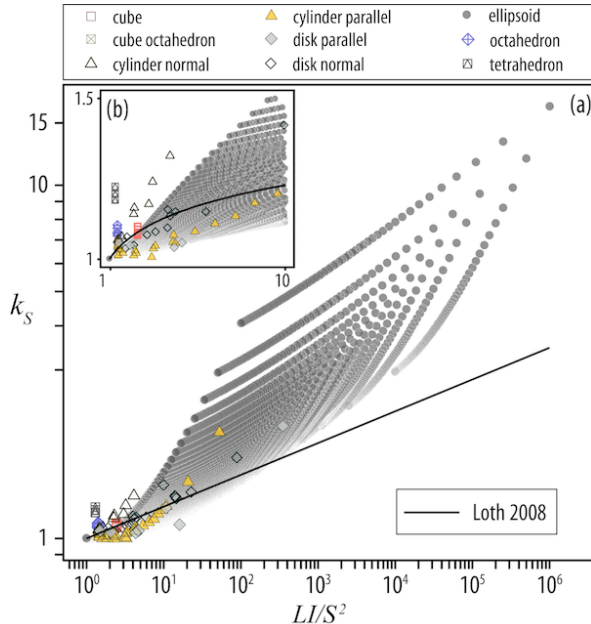 cube
cylinder parallel
ellipsoid
cube octahedron
disk parallel
octahedron
cylinder normal
disk normal
tetrahedron
1.5
(b)
(a)
15
10
1
1
10
k_S
Loth 2008
1
10⁰
10¹
10²
10³
10⁴
10⁵
10⁶
LI/S²